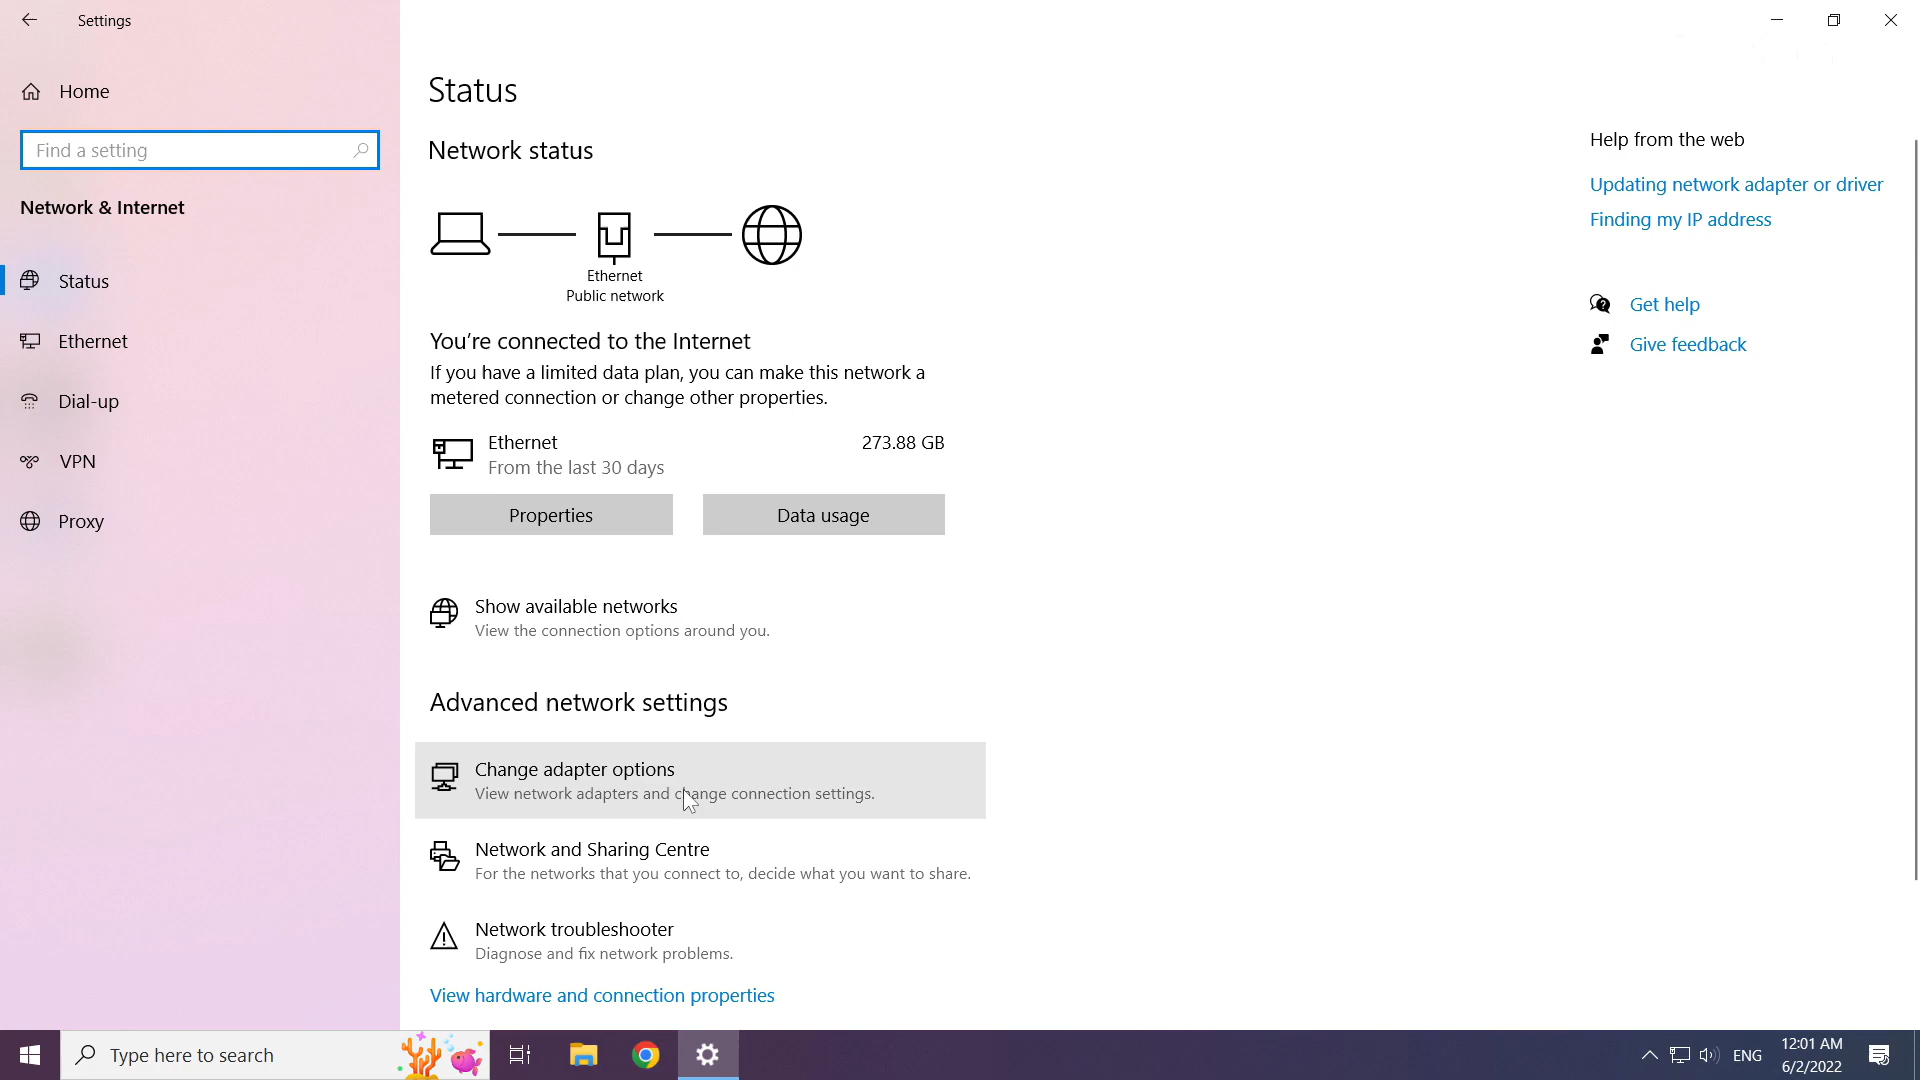 Settings
Home
Find a setting
Network & Internet
Status
Ethernet
Dial-up
VPN
Proxy
Status
Network status
Ethernet
Public network
You're connected to the Internet
If you have a limited data plan, you can make this network a
metered connection or change other properties.
Ethernet 273.88 GB
From the last 30 days
Properties Data usage
Show available networks
View the connection options around you.
Advanced network settings
Change adapter options
View network adapters and change connection settings.
Network and Sharing Centre
For the networks that you connect to, decide what you want to share.
Network troubleshooter
Diagnose and fix network problems.
View hardware and connection properties
Help from the web
Updating network adapter or driver
Finding my IP address
Get help
Give feedback
Type here to search
ENG
12:01 AM
6/2/2022